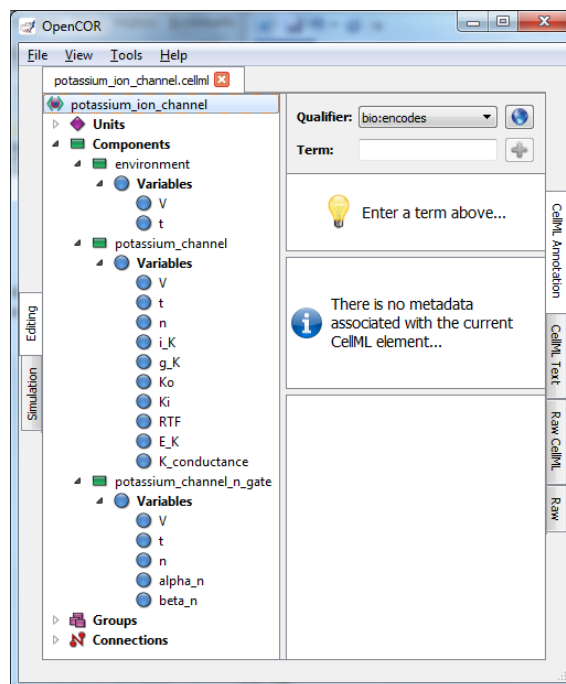 OpenCOR
File View Tools Help
potassium_ion_channel.cellml
Editing
Simulation
potassium_ion_channel
Units
Components
environment
Variables
V
t
potassium_channel
Variables
V
t
n
i_K
g_K
Ko
Ki
RTF
E_K
K_conductance
potassium_channel_n_gate
Variables
V
t
n
alpha_n
beta_n
Groups
Connections
Qualifier: bio:encodes
Term:
Enter a term above...
There is no metadata
associated with the current
CellML element...
CellML Annotation
CellML Text
Raw CellML
Raw